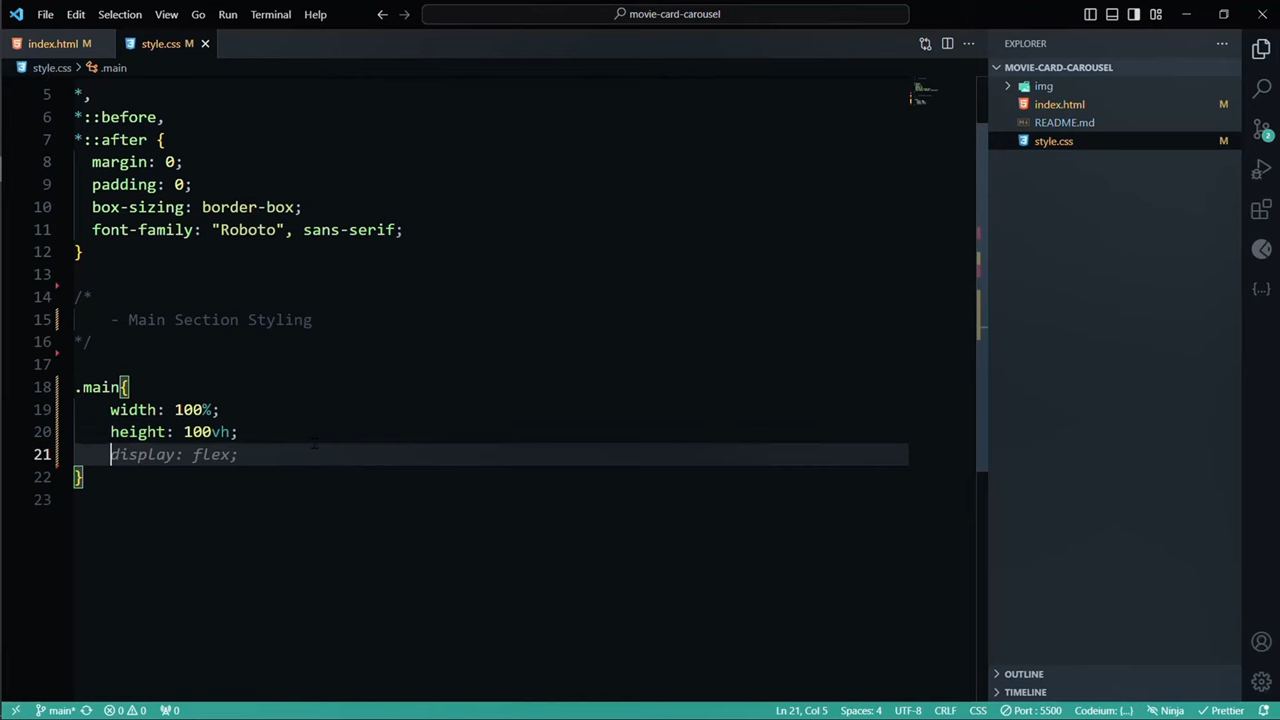 File Edit Selection View Go Run Terminal Help movie-card-carousel
index.html M style.css M
style.css > .main
5 *,
6 *::before,
7 *::after {
8 margin: 0;
9 padding: 0;
10 box-sizing: border-box;
11 font-family: "Roboto", sans-serif;
12 }
13
14 /*
15 - Main Section Styling
16 */
17
18 .main{
19 width: 100%;
20 height: 100vh;
21 display: flex;
22 }
23
EXPLORER
MOVIE-CARD-CAROUSEL
img
index.html M
README.md
style.css M
OUTLINE
TIMELINE
2
main* 0 0 0 Ln 21, Col 5 Spaces: 4 UTF-8 CRLF CSS Port : 5500 Codeium: {...} Ninja Prettier